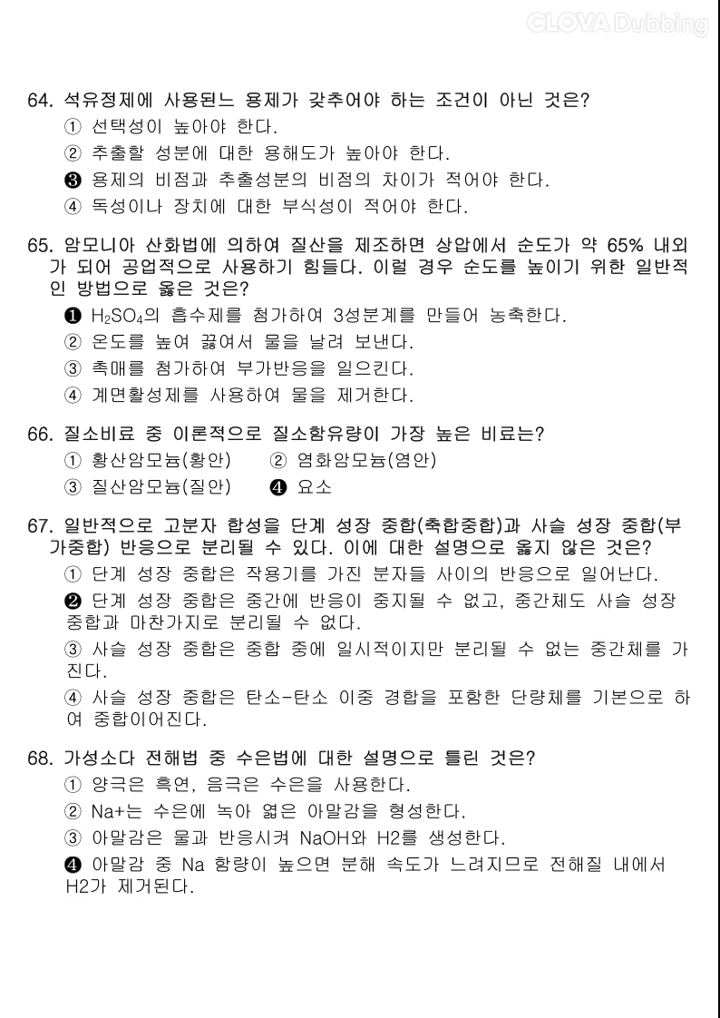 CLOVA Dubbing
64. 석유정제에 사용된느 용제가 갖추어야 하는 조건이 아닌 것은?
① 선택성이 높아야 한다.
② 추출할 성분에 대한 용해도가 높아야 한다.
❸ 용제의 비점과 추출성분의 비점의 차이가 적어야 한다.
④ 독성이나 장치에 대한 부식성이 적어야 한다.
65. 암모니아 산화법에 의하여 질산을 제조하면 상압에서 순도가 약 65% 내외
가 되어 공업적으로 사용하기 힘들다. 이럴 경우 순도를 높이기 위한 일반적
인 방법으로 옳은 것은?
❶ H₂SO₄의 흡수제를 첨가하여 3성분계를 만들어 농축한다.
② 온도를 높여 끓여서 물을 날려 보낸다.
③ 촉매를 첨가하여 부가반응을 일으킨다.
④ 계면활성제를 사용하여 물을 제거한다.
66. 질소비료 중 이론적으로 질소함유량이 가장 높은 비료는?
① 황산암모늄(황안) ② 염화암모늄(염안)
③ 질산암모늄(질안) ❹ 요소
67. 일반적으로 고분자 합성을 단계 성장 중합(축합중합)과 사슬 성장 중합(부
가중합) 반응으로 분리될 수 있다. 이에 대한 설명으로 옳지 않은 것은?
① 단계 성장 중합은 작용기를 가진 분자들 사이의 반응으로 일어난다.
❷ 단계 성장 중합은 중간에 반응이 중지될 수 없고, 중간체도 사슬 성장
중합과 마찬가지로 분리될 수 없다.
③ 사슬 성장 중합은 중합 중에 일시적이지만 분리될 수 없는 중간체를 가
진다.
④ 사슬 성장 중합은 탄소-탄소 이중 경합을 포함한 단량체를 기본으로 하
여 중합이어진다.
68. 가성소다 전해법 중 수은법에 대한 설명으로 틀린 것은?
① 양극은 흑연, 음극은 수은을 사용한다.
② Na+는 수은에 녹아 엷은 아말감을 형성한다.
③ 아말감은 물과 반응시켜 NaOH와 H2를 생성한다.
❹ 아말감 중 Na 함량이 높으면 분해 속도가 느려지므로 전해질 내에서
H2가 제거된다.